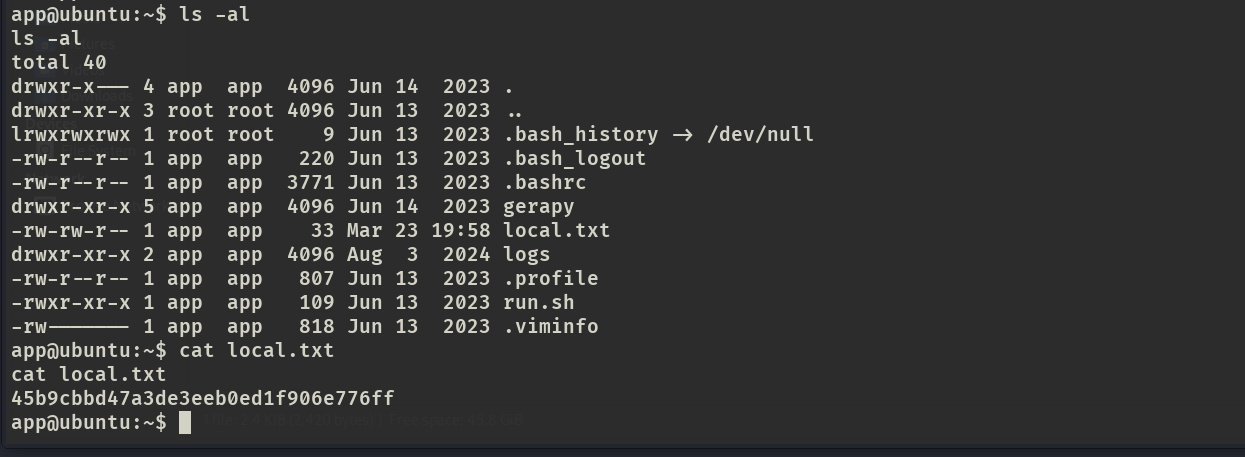 app@ubuntu:~$ ls -al
ls -al
total 40
drwxr-x--- 4 app  app  4096 Jun 14  2023 .
drwxr-xr-x 3 root root 4096 Jun 13  2023 ..
lrwxrwxrwx 1 root root    9 Jun 13  2023 .bash_history -> /dev/null
-rw-r--r-- 1 app  app   220 Jun 13  2023 .bash_logout
-rw-r--r-- 1 app  app  3771 Jun 13  2023 .bashrc
drwxr-xr-x 5 app  app  4096 Jun 14  2023 gerapy
-rw-rw-r-- 1 app  app    33 Mar 23 19:58 local.txt
drwxr-xr-x 2 app  app  4096 Aug  3  2024 logs
-rw-r--r-- 1 app  app   807 Jun 13  2023 .profile
-rwxr-xr-x 1 app  app   109 Jun 13  2023 run.sh
-rw------- 1 app  app   818 Jun 13  2023 .viminfo
app@ubuntu:~$ cat local.txt
cat local.txt
45b9cbbd47a3de3eeb0ed1f906e776ff
app@ubuntu:~$